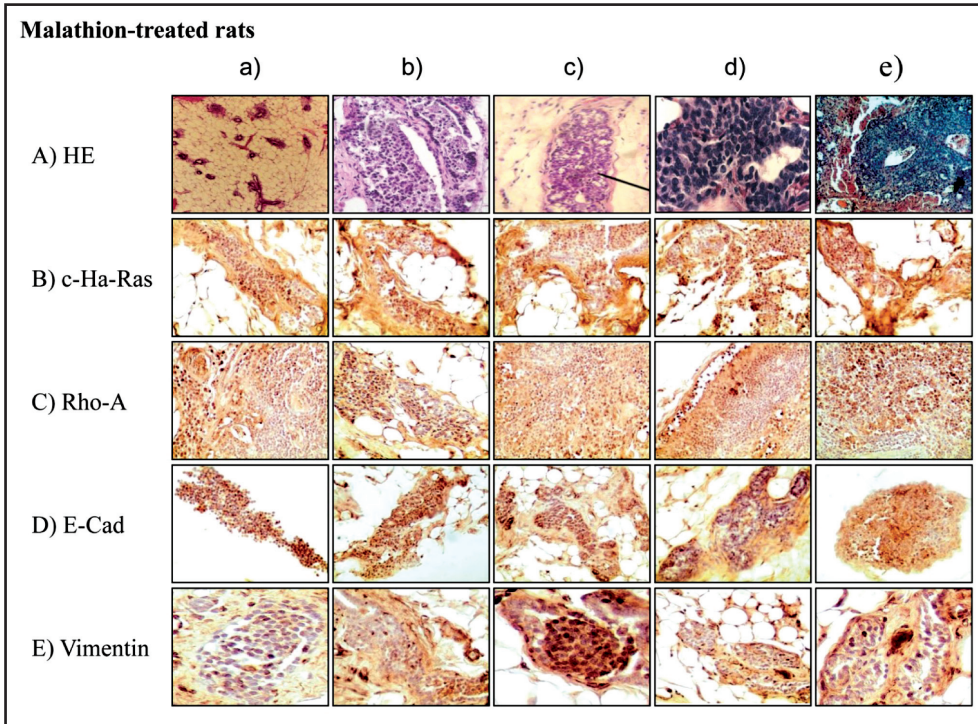 Malathion-treated rats
a) b) c) d) e)
A) HE
B) c-Ha-Ras
C) Rho-A
D) E-Cad
E) Vimentin